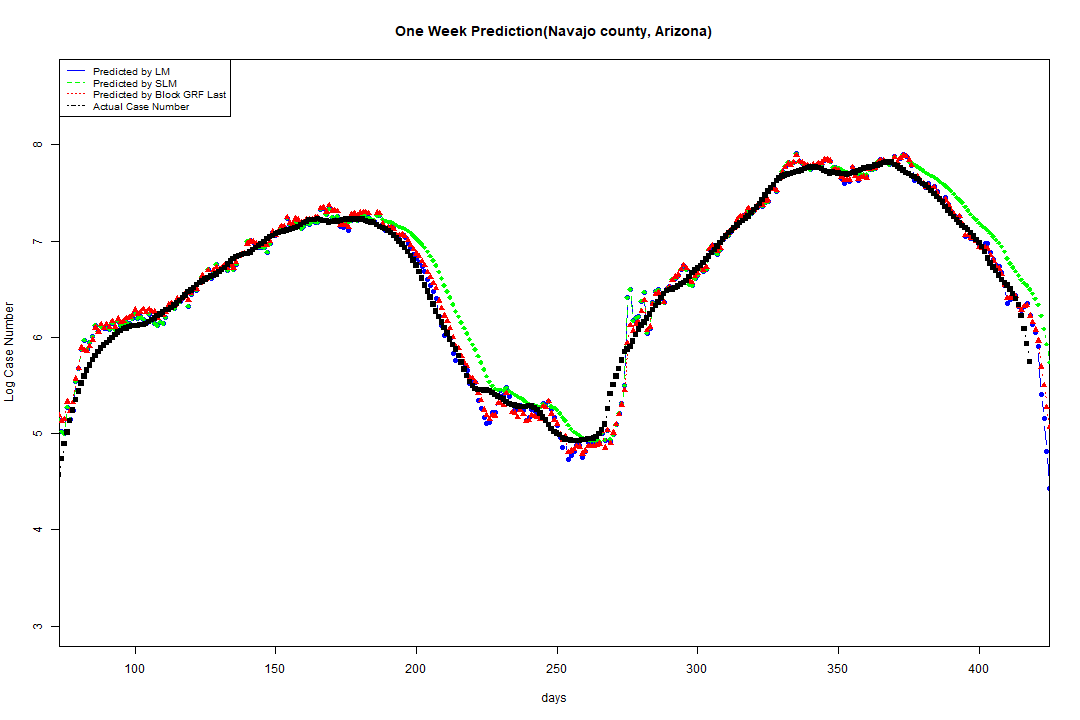 One Week Prediction(Navajo county, Arizona)
Predicted by LM
Predicted by SLM
Predicted by Block GRF Last
Actual Case Number
8
7
6
5
4
3
Log Case Number
100 150 200 250 300 350 400
days